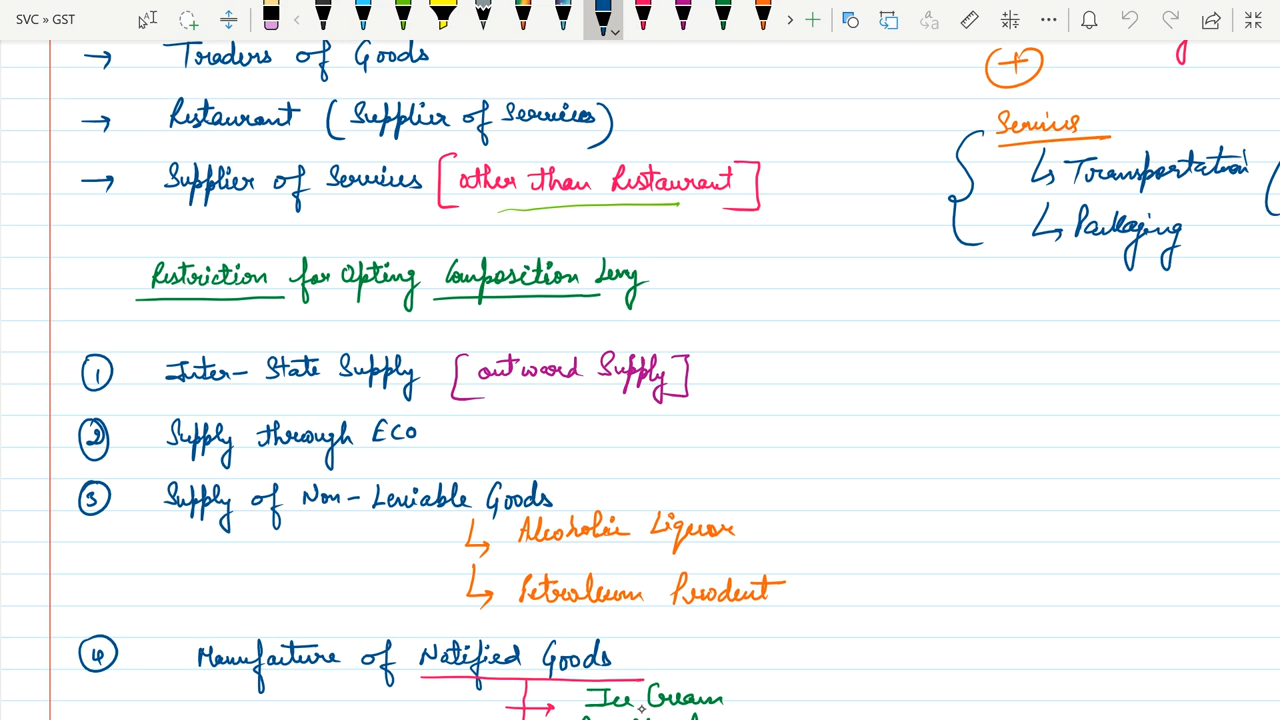 SVC » GST
→ Traders of Goods
→ Restaurant (Supplier of Services)
→ Supplier of Services [other than Restaurant]
+
Services
↳ Transportation
↳ Packaging
Restriction for Opting Composition Levy
① Inter-State Supply [outward Supply]
② Supply through ECO
③ Supply of Non-Leviable Goods
↳ Alcoholic Liquor
↳ Petroleum Product
④ Manufacture of Notified Goods
→ Ice Cream